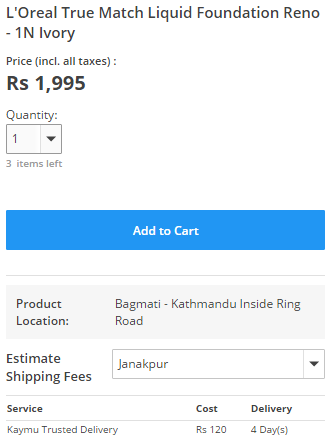 L'Oreal True Match Liquid Foundation Reno
- 1N Ivory
Price (incl. all taxes) :
Rs 1,995
Quantity:
1
3 items left
Add to Cart
Product Location:
Bagmati - Kathmandu Inside Ring
Road
Estimate
Shipping Fees
Janakpur
Service Cost Delivery
Kaymu Trusted Delivery Rs 120 4 Day(s)